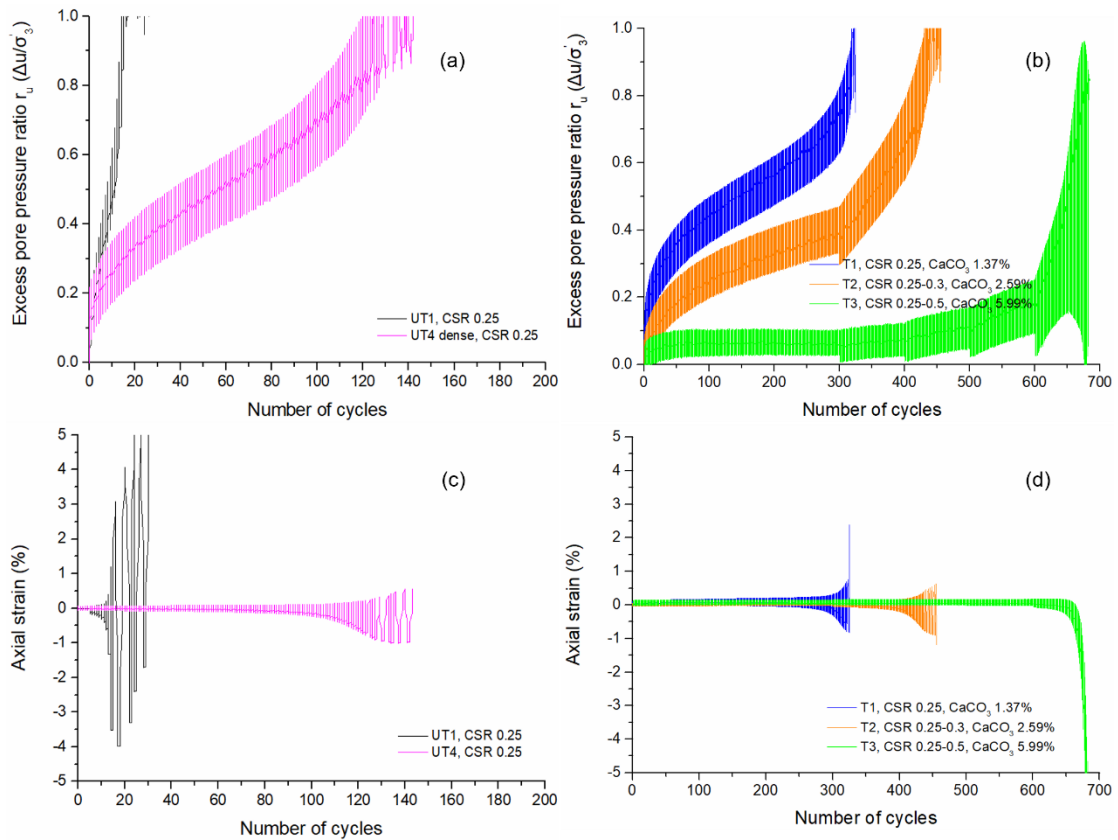 (a)
Excess pore pressure ratio r_u (Δu/σ'_3)
1.0
0.8
0.6
0.4
0.2
0.0
UT1, CSR 0.25
UT4 dense, CSR 0.25
0 20 40 60 80 100 120 140 160 180 200
Number of cycles
(b)
Excess pore pressure ratio r_u (Δu/σ'_3)
1.0
0.8
0.6
0.4
0.2
0.0
T1, CSR 0.25, CaCO₃ 1.37%
T2, CSR 0.25-0.3, CaCO₃ 2.59%
T3, CSR 0.25-0.5, CaCO₃ 5.99%
0 100 200 300 400 500 600 700
Number of cycles
(c)
Axial strain (%)
5
4
3
2
1
0
-1
-2
-3
-4
-5
UT1, CSR 0.25
UT4, CSR 0.25
0 20 40 60 80 100 120 140 160 180 200
Number of cycles
(d)
Axial strain (%)
5
4
3
2
1
0
-1
-2
-3
-4
-5
T1, CSR 0.25, CaCO₃ 1.37%
T2, CSR 0.25-0.3, CaCO₃ 2.59%
T3, CSR 0.25-0.5, CaCO₃ 5.99%
0 100 200 300 400 500 600 700
Number of cycles